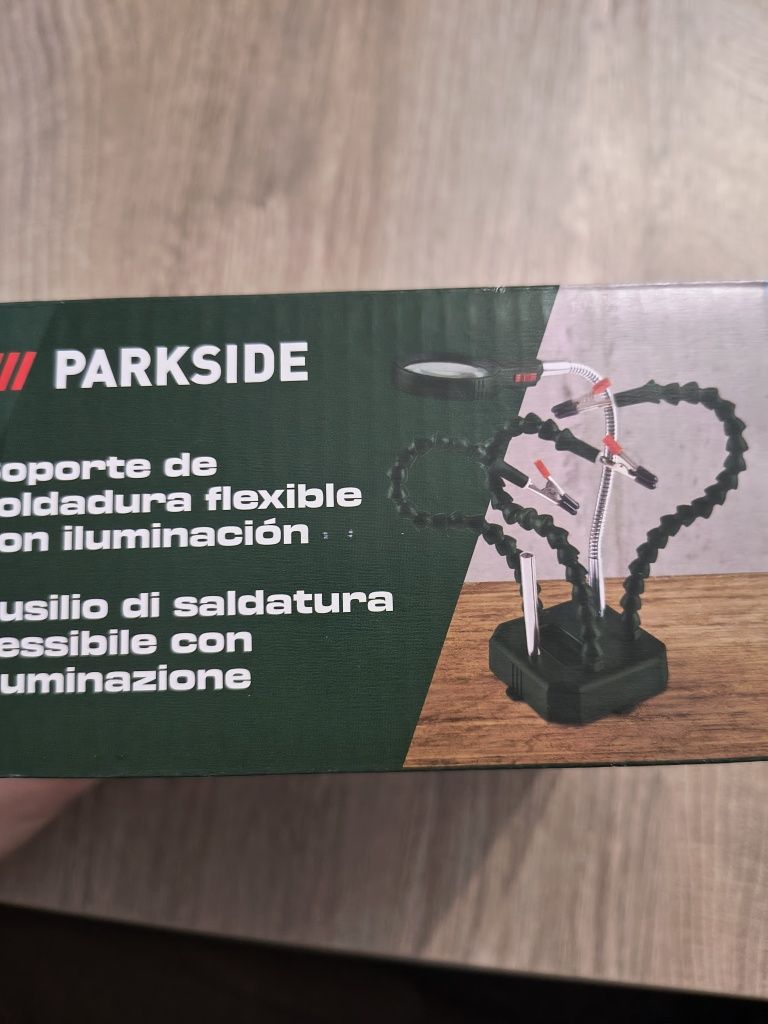 PARKSIDE
oporte de
oldadura flexible
on iluminación
usilio di saldatura
essibile con
uminazione